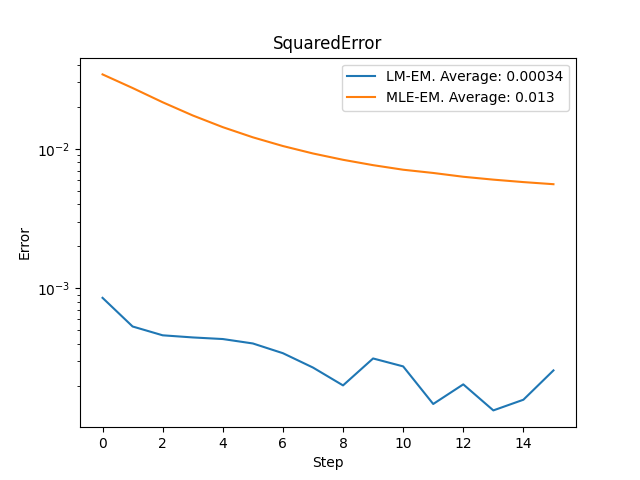 SquaredError
LM-EM. Average: 0.00034
MLE-EM. Average: 0.013
10⁻²
10⁻³
Error
0 2 4 6 8 10 12 14
Step